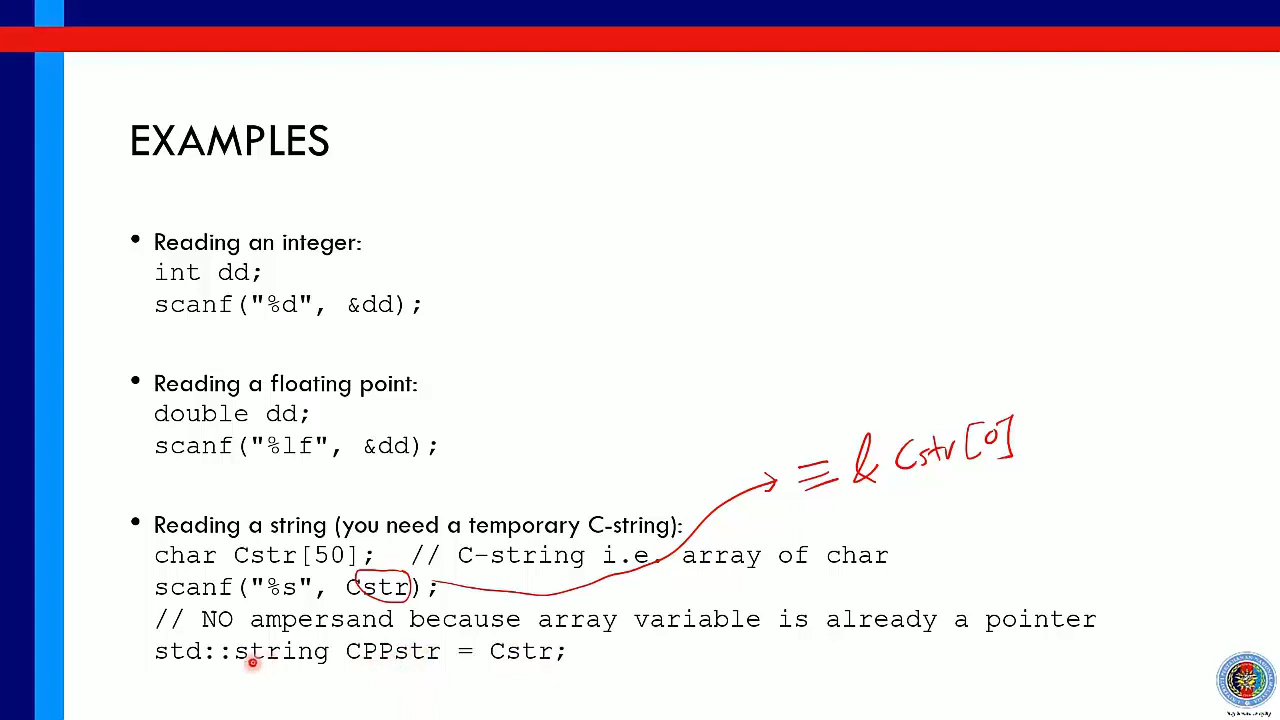 EXAMPLES
• Reading an integer:
int dd;
scanf("%d", &dd);
• Reading a floating point:
double dd;
scanf("%lf", &dd);
≡ & Cstr[0]
• Reading a string (you need a temporary C-string):
char Cstr[50];  // C-string i.e. array of char
scanf("%s", Cstr);
// NO ampersand because array variable is already a pointer
std::string CPPstr = Cstr;